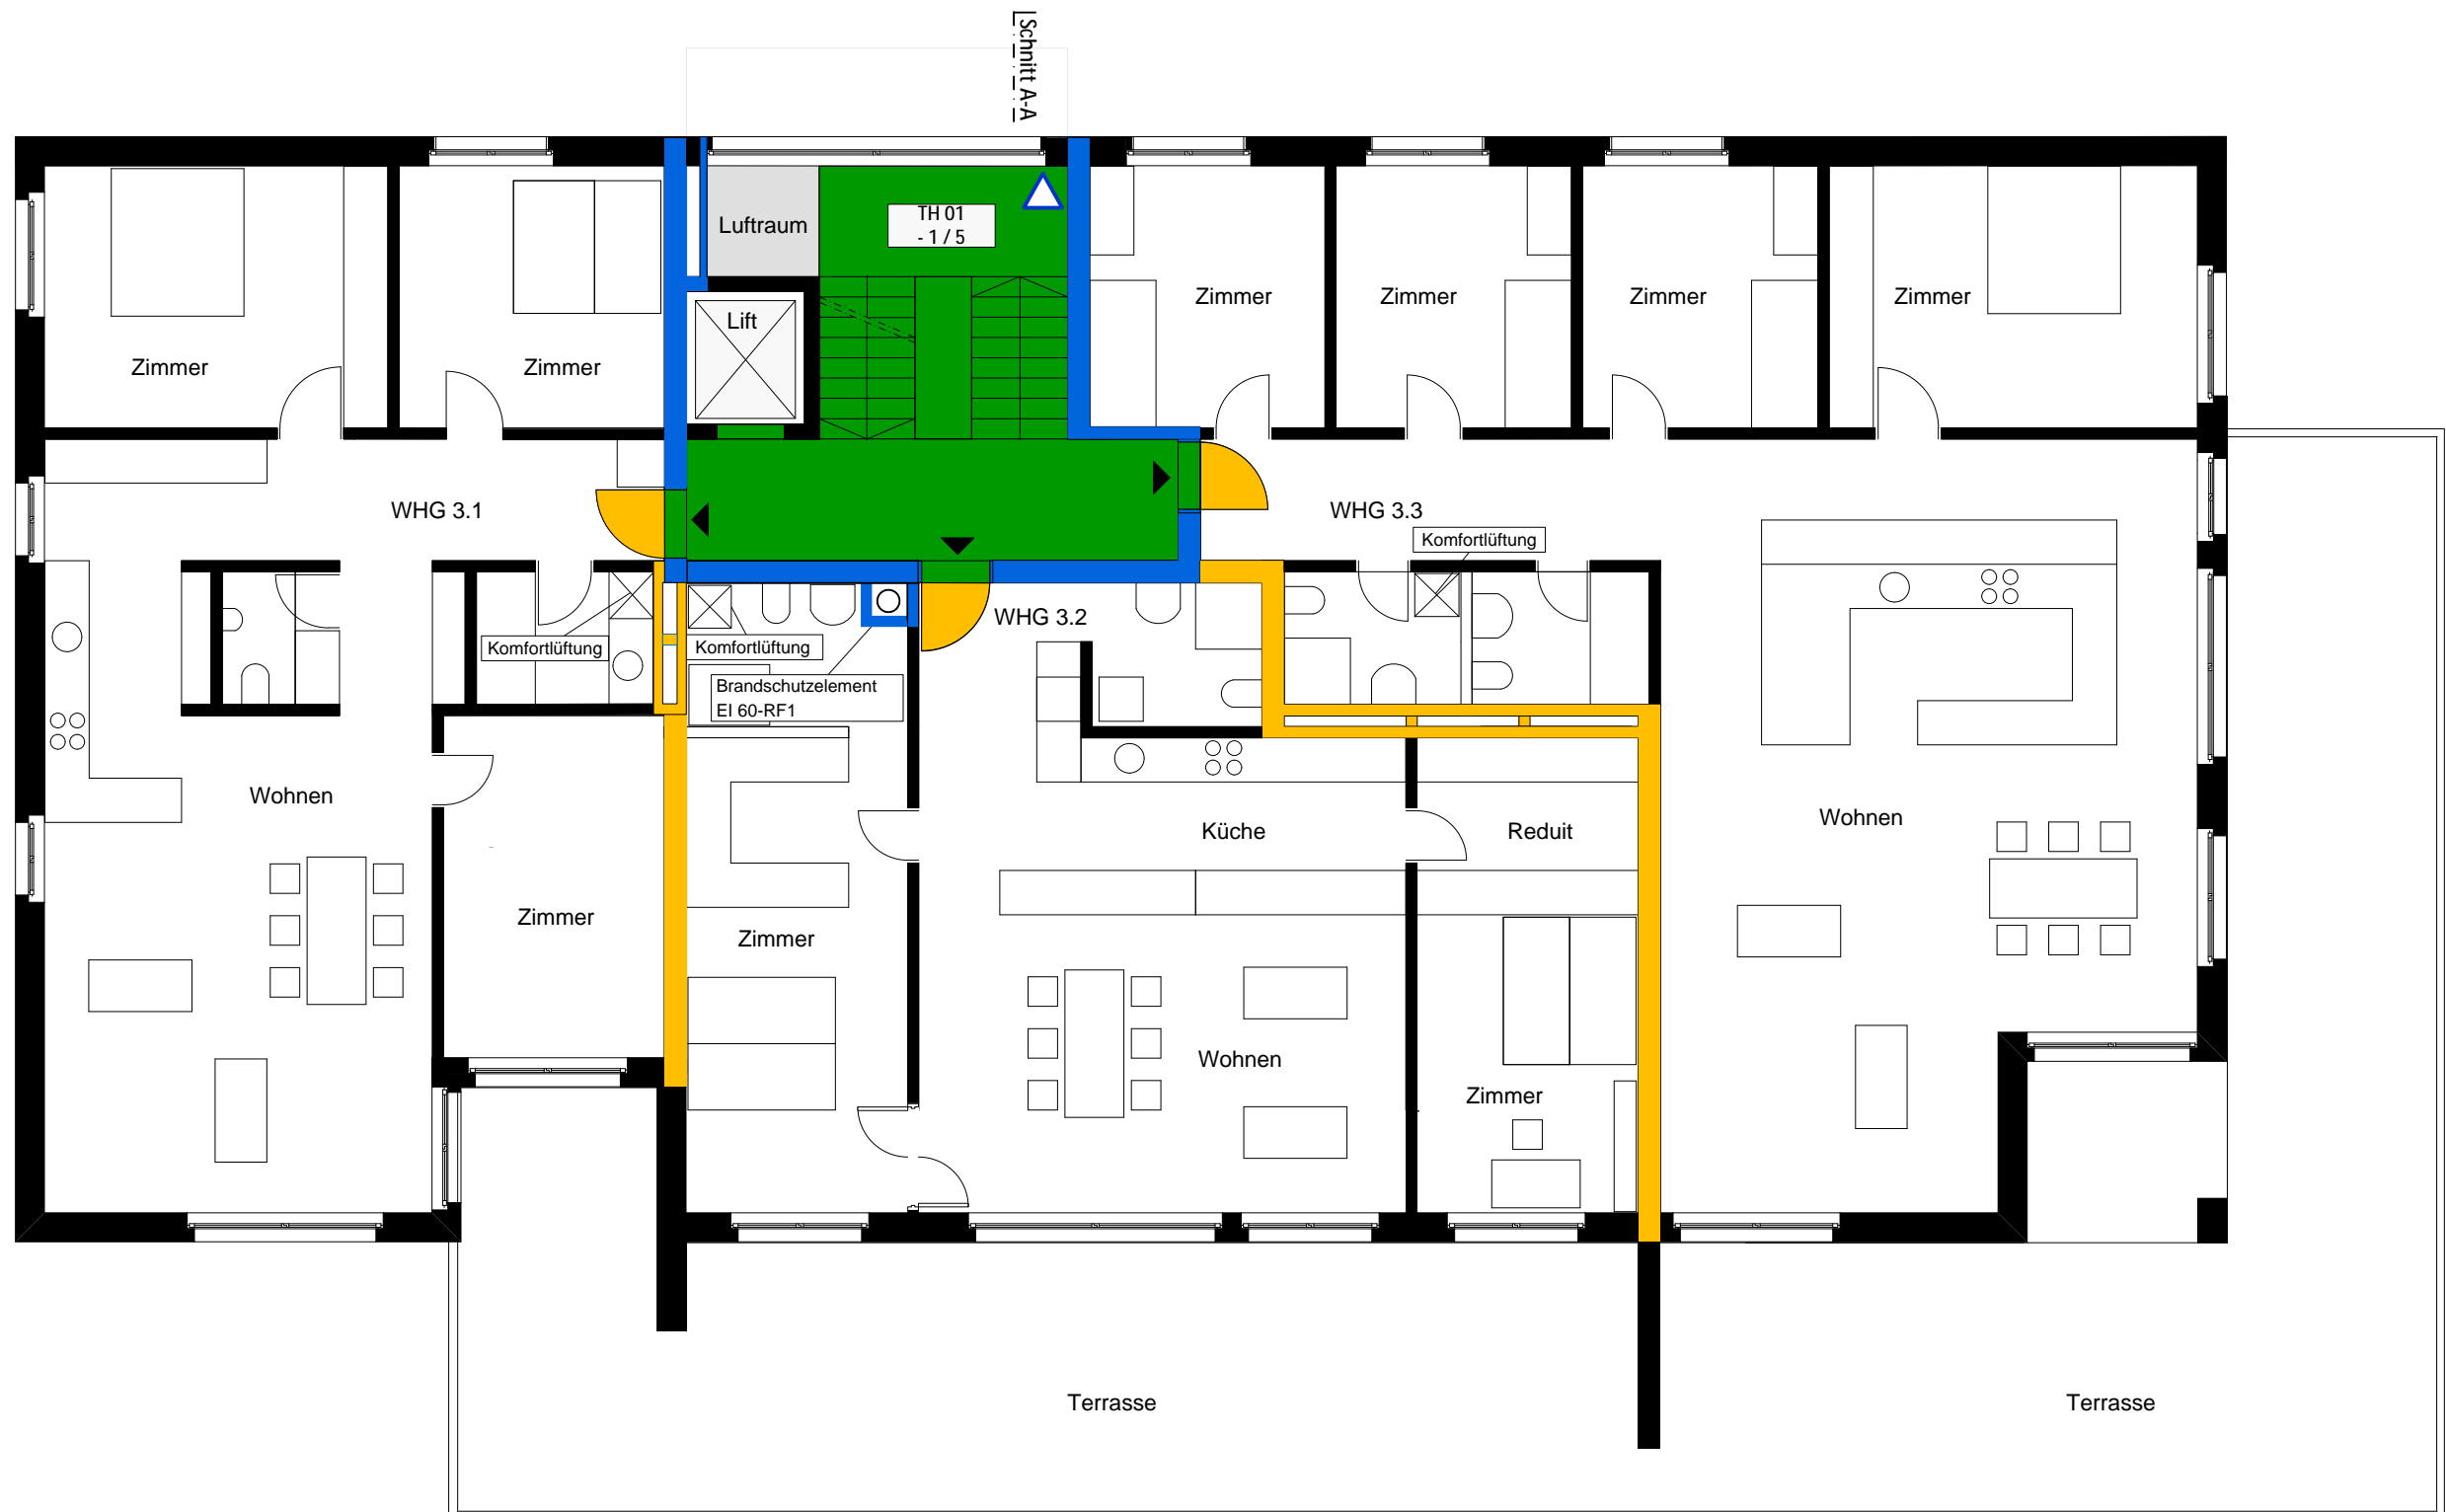 Schnitt A-A
TH 01
- 1 / 5
Luftraum
Zimmer
Zimmer
Zimmer
Zimmer
Lift
Zimmer
Zimmer
WHG 3.1
WHG 3.3
Komfortlüftung
WHG 3.2
Komfortlüftung
Komfortlüftung
Brandschutzelement
EI 60-RF1
Wohnen
Wohnen
Küche
Reduit
Zimmer
Zimmer
Wohnen
Zimmer
Terrasse
Terrasse